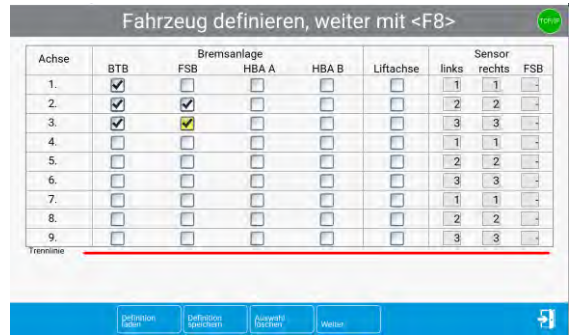 Fahrzeug definieren, weiter mit <F8>
TCP/IP
Achse Bremsanlage Sensor
BTB FSB HBA A HBA B Liftachse links rechts FSB
1. 1 1 -
2. 2 2 -
3. 3 3 -
4. 1 1 -
5. 2 2 -
6. 3 3 -
7. 1 1 -
8. 2 2 -
9. 3 3 -
Trennlinie
Definition laden
Definition speichern
Auswahl löschen
Weiter